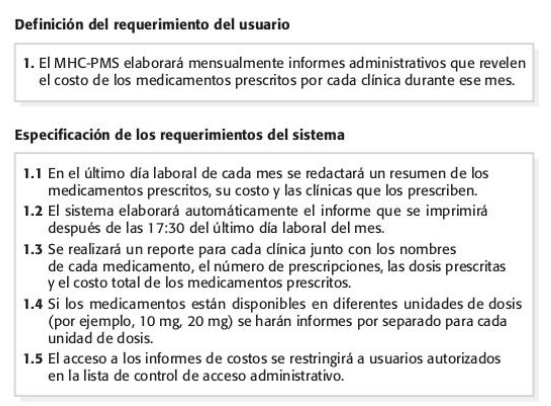 Definición del requerimiento del usuario
1. El MHC-PMS elaborará mensualmente informes administrativos que revelen
el costo de los medicamentos prescritos por cada clínica durante ese mes.
Especificación de los requerimientos del sistema
1.1 En el último día laboral de cada mes se redactará un resumen de los
medicamentos prescritos, su costo y las clínicas que los prescriben.
1.2 El sistema elaborará automáticamente el informe que se imprimirá
después de las 17:30 del último día laboral del mes.
1.3 Se realizará un reporte para cada clínica junto con los nombres
de cada medicamento, el número de prescripciones, las dosis prescritas
y el costo total de los medicamentos prescritos.
1.4 Si los medicamentos están disponibles en diferentes unidades de dosis
(por ejemplo, 10 mg, 20 mg) se harán informes por separado para cada
unidad de dosis.
1.5 El acceso a los informes de costos se restringirá a usuarios autorizados
en la lista de control de acceso administrativo.